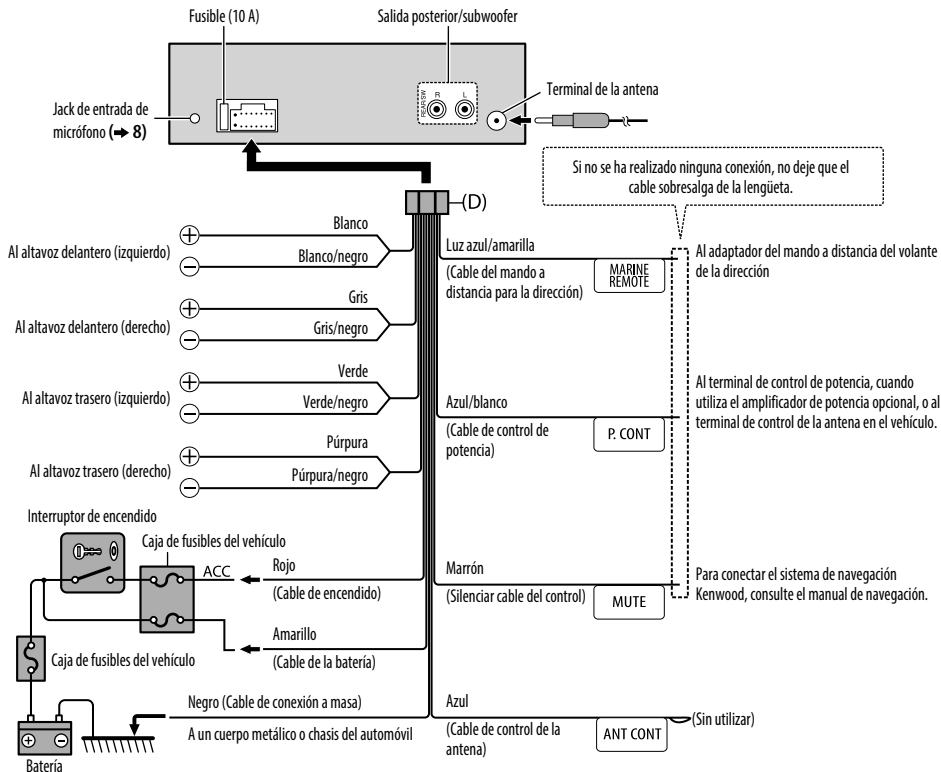 Fusible (10 A)
Salida posterior/subwoofer
REAR/SW
R
L
Terminal de la antena
Jack de entrada de
micrófono (➜ 8)
Si no se ha realizado ninguna conexión, no deje que el
cable sobresalga de la lengüeta.
(D)
Al altavoz delantero (izquierdo)
+
Blanco
−
Blanco/negro
Al altavoz delantero (derecho)
+
Gris
−
Gris/negro
Al altavoz trasero (izquierdo)
+
Verde
−
Verde/negro
Al altavoz trasero (derecho)
+
Púrpura
−
Púrpura/negro
Luz azul/amarilla
(Cable del mando a
distancia para la dirección)
MARINE
REMOTE
Al adaptador del mando a distancia del volante
de la dirección
Azul/blanco
(Cable de control de
potencia)
P. CONT
Al terminal de control de potencia, cuando
utiliza el amplificador de potencia opcional, o al
terminal de control de la antena en el vehículo.
Interruptor de encendido
Caja de fusibles del vehículo
ACC
Rojo
(Cable de encendido)
Marrón
(Silenciar cable del control)
MUTE
Para conectar el sistema de navegación
Kenwood, consulte el manual de navegación.
Amarillo
(Cable de la batería)
Caja de fusibles del vehículo
Negro (Cable de conexión a masa)
A un cuerpo metálico o chasis del automóvil
Azul
(Cable de control de la
antena)
ANT CONT
(Sin utilizar)
+
−
Batería